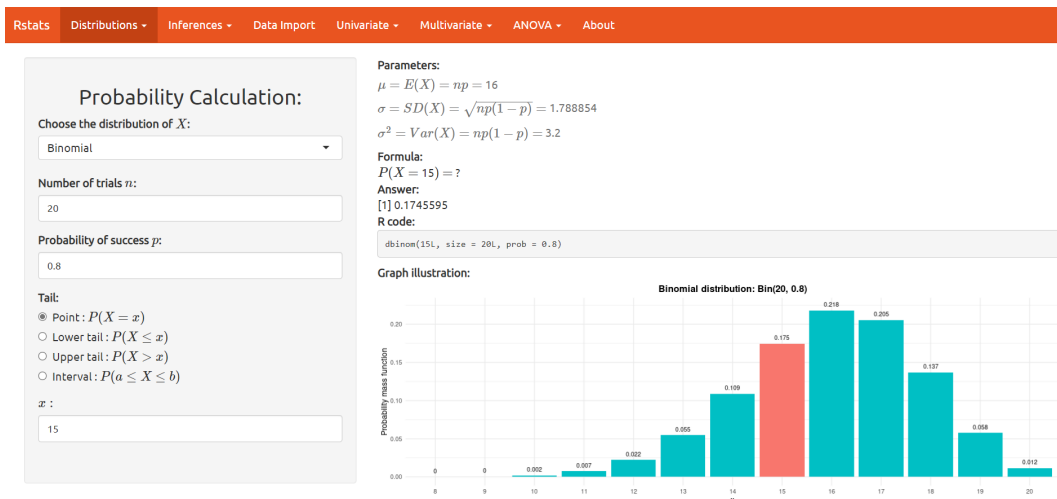 Rstats Distributions Inferences Data Import Univariate Multivariate ANOVA About
Probability Calculation:
Choose the distribution of X:
Binomial
Number of trials n:
20
Probability of success p:
0.8
Tail:
Point : P(X = x)
Lower tail : P(X ≤ x)
Upper tail : P(X > x)
Interval : P(a ≤ X ≤ b)
x :
15
Parameters:
μ = E(X) = np = 16
σ = SD(X) = √np(1 − p) = 1.788854
σ² = Var(X) = np(1 − p) = 3.2
Formula:
P(X = 15) = ?
Answer:
[1] 0.1745595
R code:
dbinom(15L, size = 20L, prob = 0.8)
Graph illustration:
Binomial distribution: Bin(20, 0.8)
Probability mass function
0.20
0.15
0.10
0.05
0.00
0 0 0.002 0.007 0.022 0.055 0.109 0.175 0.218 0.205 0.137 0.058 0.012
8 9 10 11 12 13 14 15 16 17 18 19 20